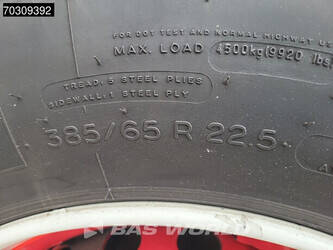 70309392
FOR DOT TEST AND NORMAL HIGHWAY
MAX. LOAD 4500kg(9920 lbs
TREAD: 5 STEEL PLIES
SIDEWALL: 1 STEEL PLY
385/65 R 22.5
BAS WORLD